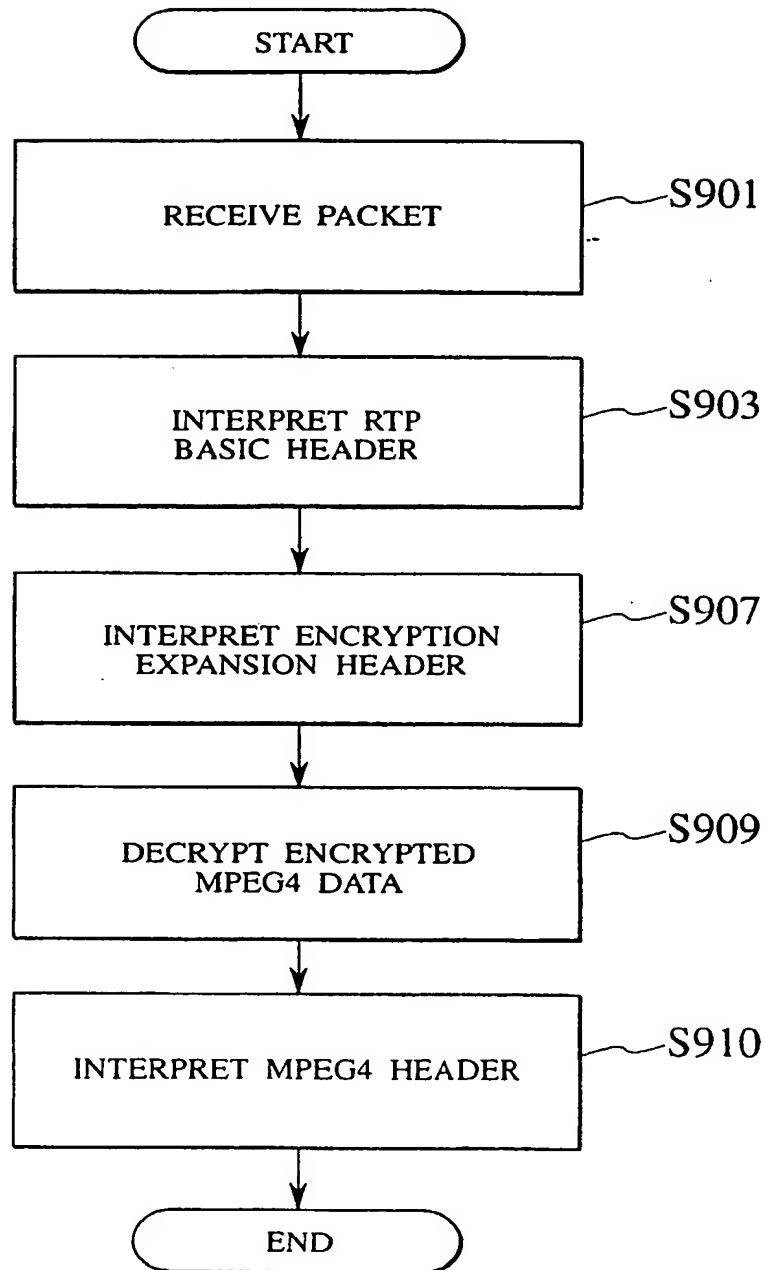 START
RECEIVE PACKET
S901
INTERPRET RTP
BASIC HEADER
S903
INTERPRET ENCRYPTION
EXPANSION HEADER
S907
DECRYPT ENCRYPTED
MPEG4 DATA
S909
INTERPRET MPEG4 HEADER
S910
END